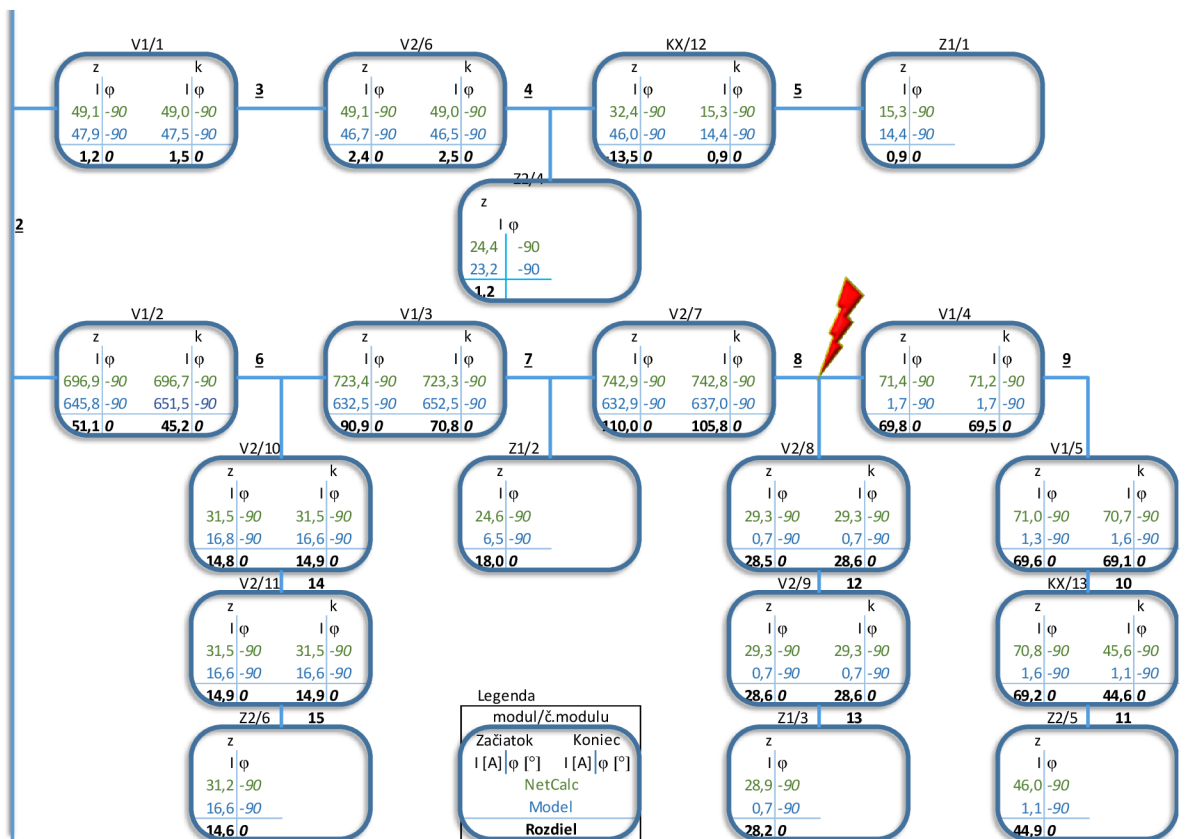 V1/1 V2/6 KX/12 Z1/1
z k z k z k z
I φ I φ I φ I φ I φ I φ I φ
3 4 5
49,1 -90 49,0 -90 49,1 -90 49,0 -90 32,4 -90 15,3 -90 15,3 -90
47,9 -90 47,5 -90 46,7 -90 46,5 -90 46,0 -90 14,4 -90 14,4 -90
1,2 0 1,5 0 2,4 0 2,5 0 -13,5 0 0,9 0 0,9 0
Z2/4
z
2
I φ
24,4 -90
23,2 -90
1,2
V1/2 V1/3 V2/7 V1/4
z k z k z k z k
I φ I φ I φ I φ I φ I φ I φ I φ
6 7 8 9
696,9 -90 696,7 -90 723,4 -90 723,3 -90 742,9 -90 742,8 -90 71,4 -90 71,2 -90
645,8 -90 651,5 -90 632,5 -90 652,5 -90 632,9 -90 637,0 -90 1,7 -90 1,7 -90
51,1 0 45,2 0 90,9 0 70,8 0 110,0 0 105,8 0 69,8 0 69,5 0
V2/10 Z1/2 V2/8 V1/5
z k z z k z k
I φ I φ I φ I φ I φ I φ I φ
31,5 -90 31,5 -90 24,6 -90 29,3 -90 29,3 -90 71,0 -90 70,7 -90
16,8 -90 16,6 -90 6,5 -90 0,7 -90 0,7 -90 1,3 -90 1,6 -90
14,8 0 14,9 0 18,0 0 28,5 0 28,6 0 69,6 0 69,1 0
V2/11 14 V2/9 12 KX/13 10
z k z k z k
I φ I φ I φ I φ I φ I φ
31,5 -90 31,5 -90 29,3 -90 29,3 -90 70,8 -90 45,6 -90
16,6 -90 16,6 -90 0,7 -90 0,7 -90 1,6 -90 1,1 -90
14,9 0 14,9 0 28,6 0 28,6 0 69,2 0 44,6 0
Z2/6 15 Z1/3 13 Z2/5 11
z z z
I φ I φ I φ
31,2 -90 28,9 -90 46,0 -90
16,6 -90 0,7 -90 1,1 -90
14,6 0 28,2 0 44,9 0
Legenda
modul/č.modulu
Začiatok Koniec
I [A] φ [°] I [A] φ [°]
NetCalc
Model
Rozdiel